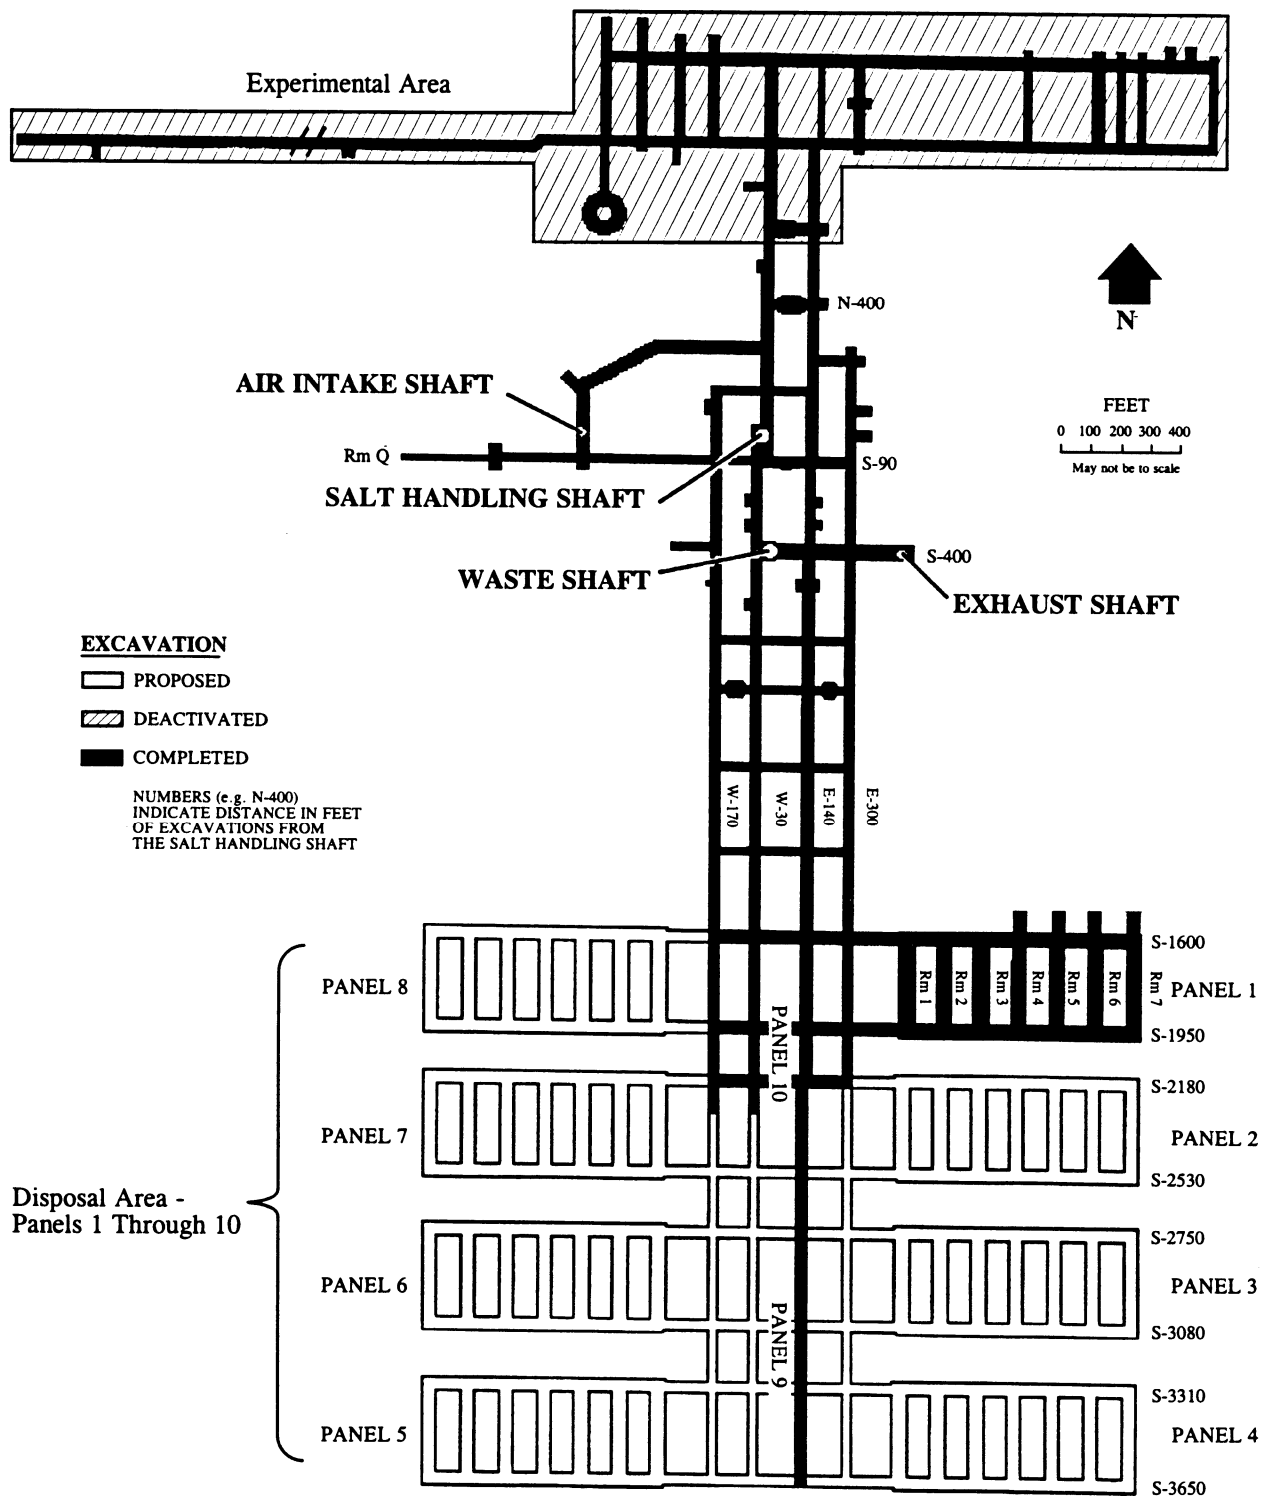 Experimental Area
N-400
N
AIR INTAKE SHAFT
FEET
0 100 200 300 400
May not be to scale
Rm Q
S-90
SALT HANDLING SHAFT
S-400
WASTE SHAFT
EXHAUST SHAFT
EXCAVATION
PROPOSED
DEACTIVATED
COMPLETED
NUMBERS (e.g. N-400)
INDICATE DISTANCE IN FEET
OF EXCAVATIONS FROM
THE SALT HANDLING SHAFT
W-170
W-30
E-140
E-300
S-1600
PANEL 8
Rm 1
Rm 2
Rm 3
Rm 4
Rm 5
Rm 6
Rm 7
PANEL 1
S-1950
PANEL 10
S-2180
PANEL 7
PANEL 2
S-2530
Disposal Area -
Panels 1 Through 10
S-2750
PANEL 6
PANEL 3
S-3080
PANEL 9
S-3310
PANEL 5
PANEL 4
S-3650